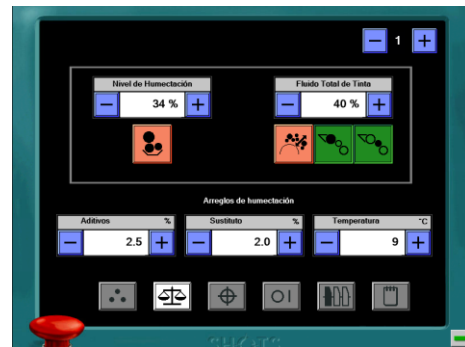 1
Nivel de Humectación
Fluido Total de Tinta
34 %
40 %
Arreglos de humectación
Aditivos %
Sustituto %
Temperatura °C
2.5
2.0
9